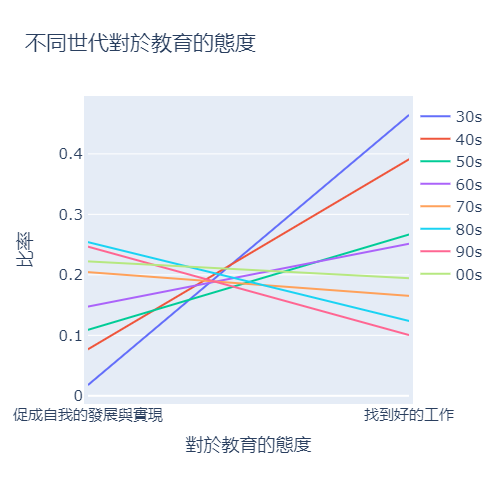 不同世代對於教育的態度
30s
40s
50s
60s
70s
80s
90s
00s
比率
0.4
0.3
0.2
0.1
0
促成自我的發展與實現
找到好的工作
對於教育的態度